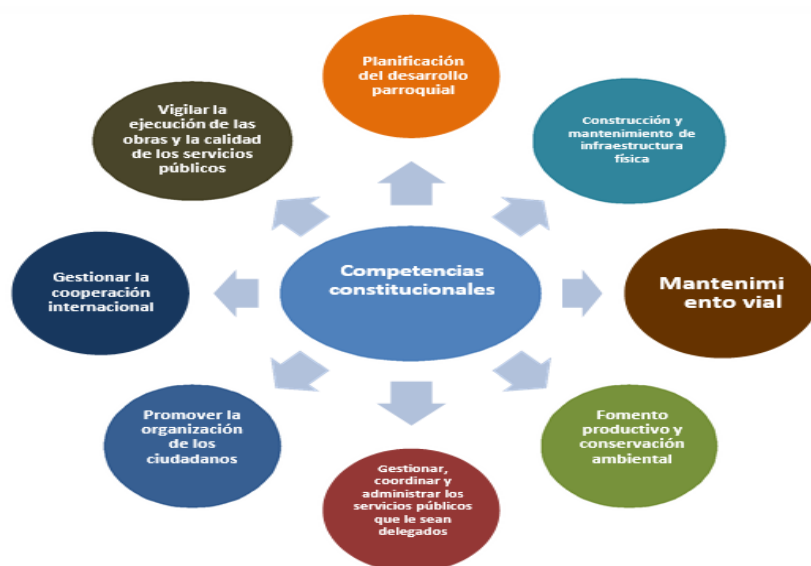 Planificación
del desarrollo
parroquial
Construcción y
mantenimiento de
infraestructura
física
Mantenimi
ento vial
Fomento
productivo y
conservación
ambiental
Gestionar,
coordinar y
administrar los
servicios públicos
que le sean
delegados
Promover la
organización
de los
ciudadanos
Gestionar la
cooperación
internacional
Vigilar la
ejecución de las
obras y la calidad
de los servicios
públicos
Competencias
constitucionales